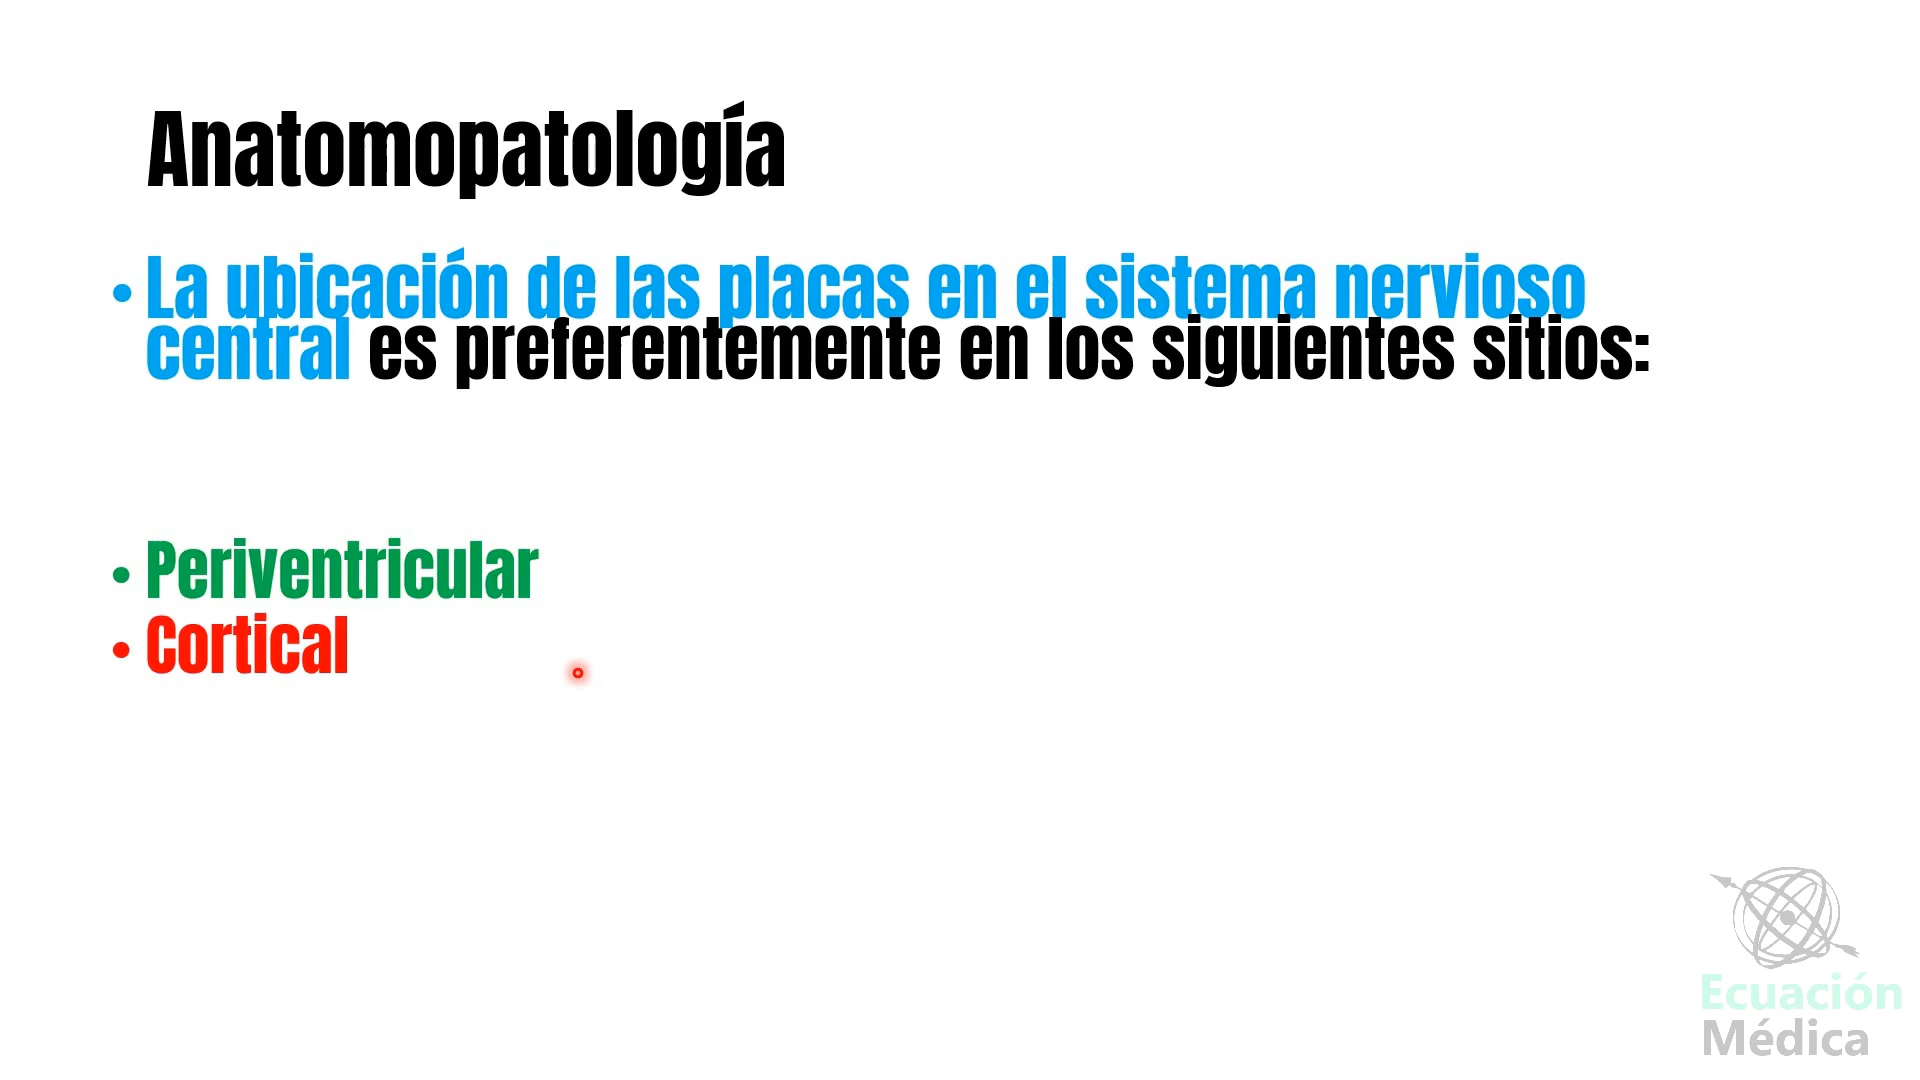 Anatomopatología
• La ubicación de las placas en el sistema nervioso
central es preferentemente en los siguientes sitios:
• Periventricular
• Cortical
Ecuación
Médica